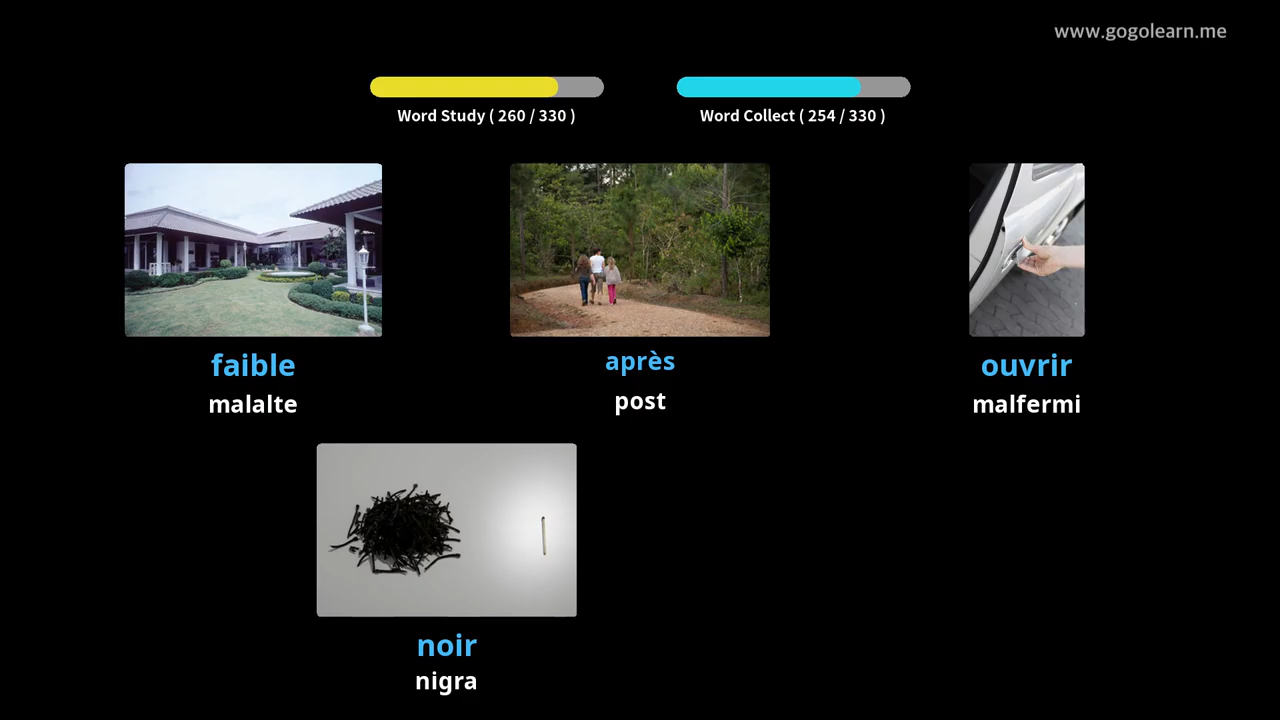 www.gogolearn.me
Word Study ( 260 / 330 )
Word Collect ( 254 / 330 )
faible
malalte
après
post
ouvrir
malfermi
noir
nigra